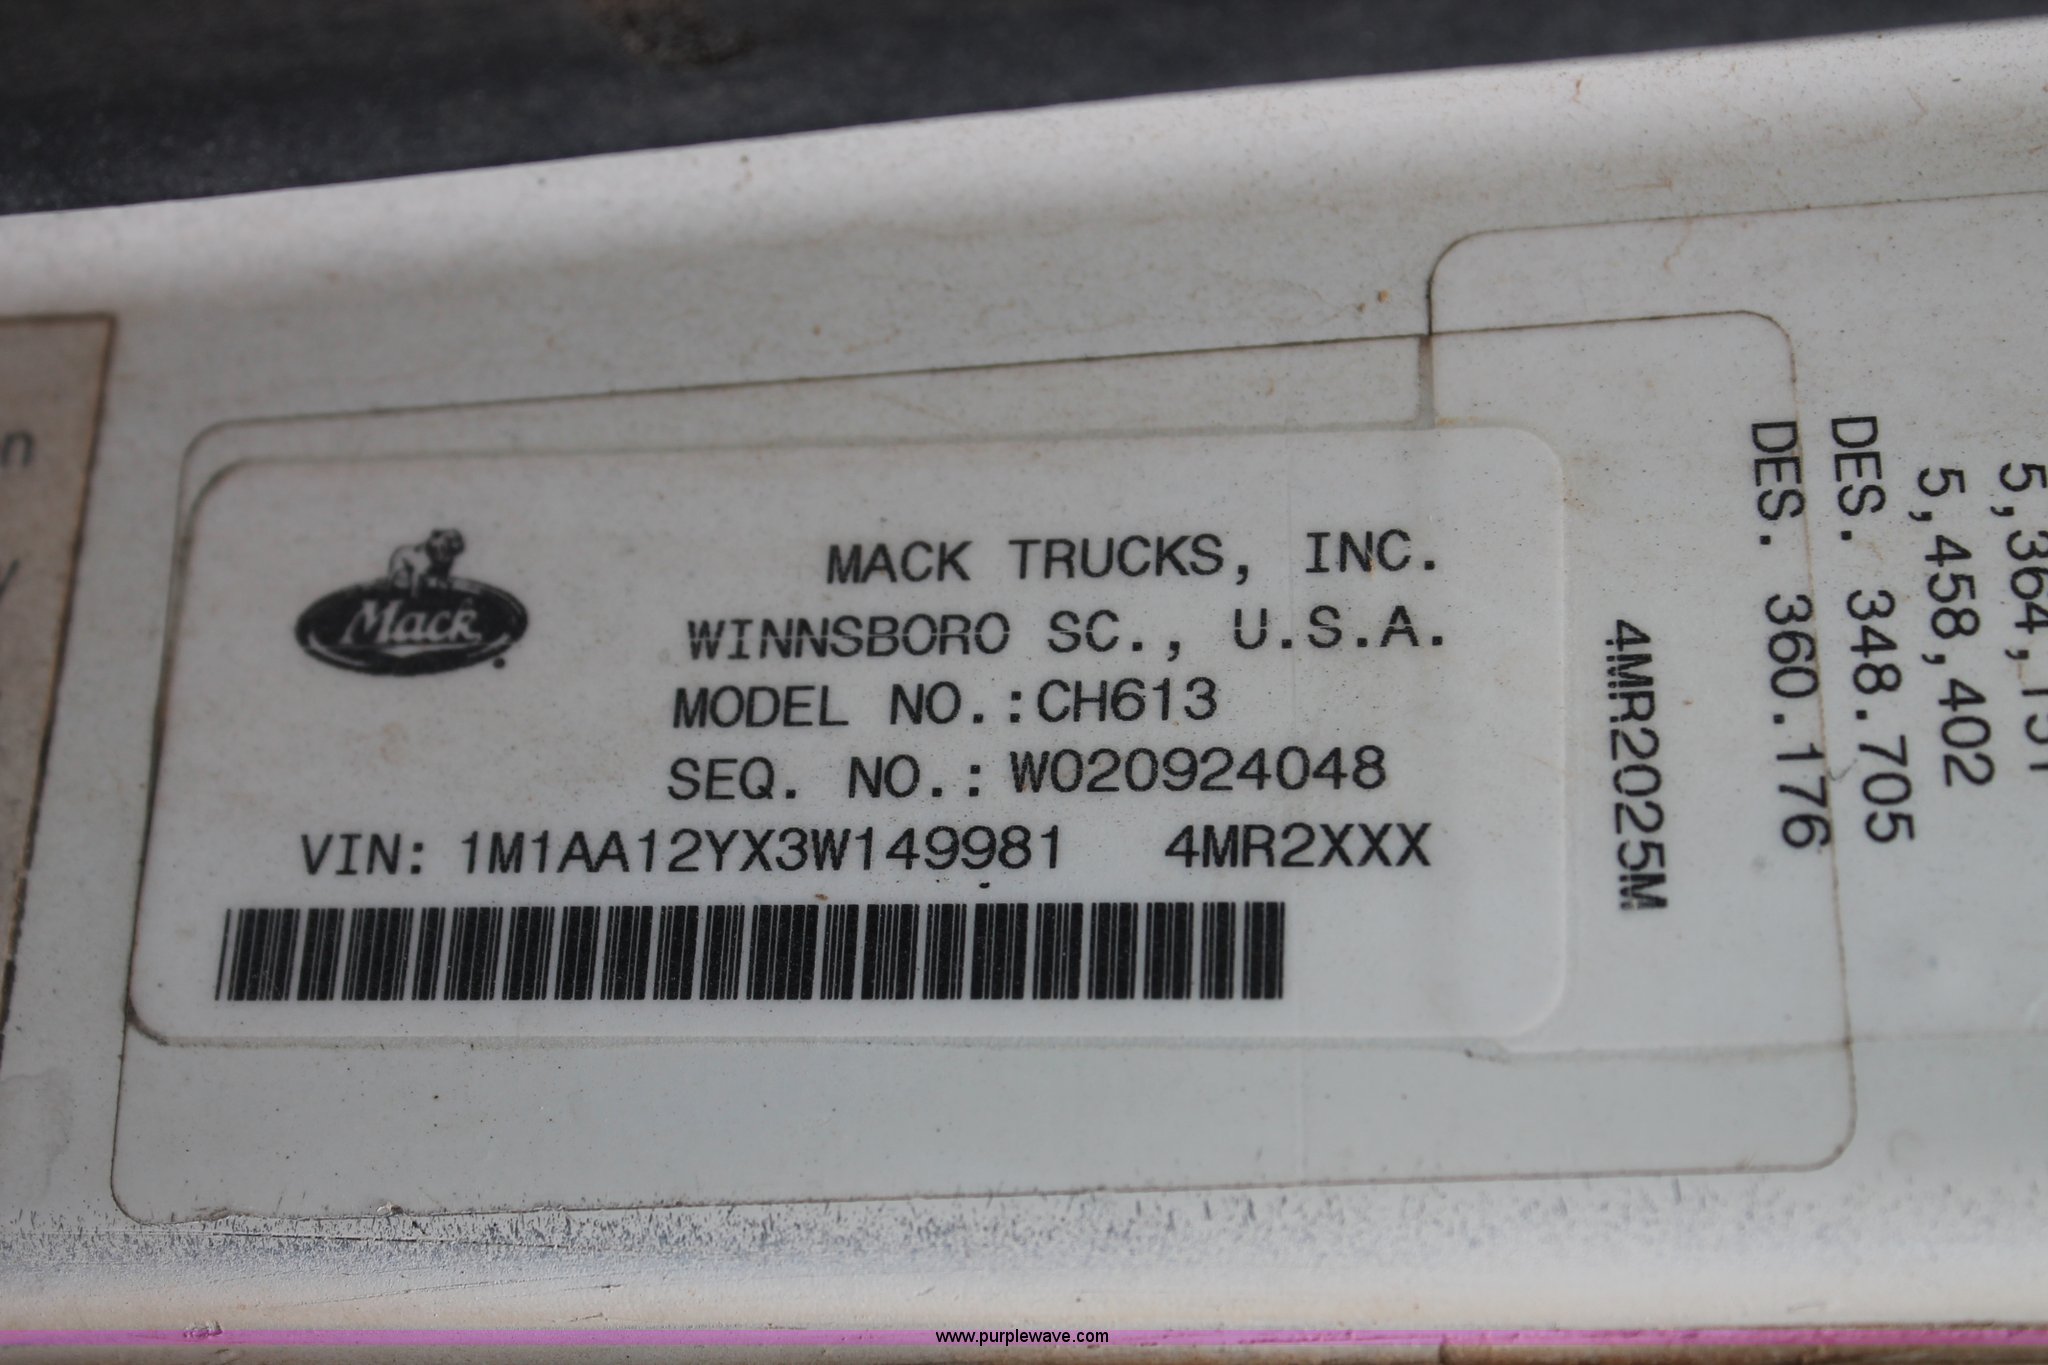 Mack
MACK TRUCKS, INC.
WINNSBORO SC., U.S.A.
MODEL NO.:CH613
SEQ. NO.: W020924048
VIN: 1M1AA12YX3W149981 4MR2XXX
4MR2025M
DES. 360.176
DES. 348.705
5,458,402
www.purplewave.com